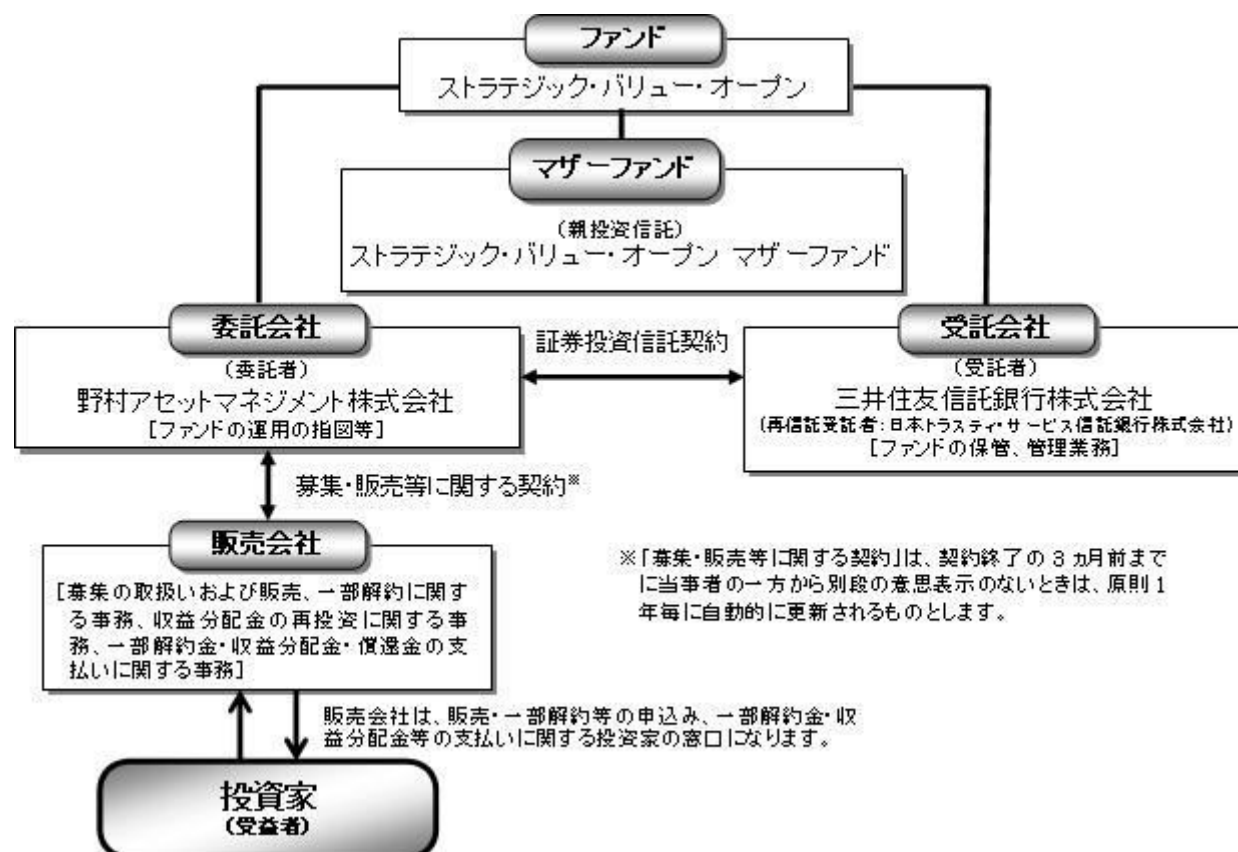 ファンド
ストラテジック・バリュー・オープン
マザーファンド
(親投資信託)
ストラテジック・バリュー・オープン マザーファンド
委託会社
(委託者)
野村アセットマネジメント株式会社
[ファンドの運用の指図等]
証券投資信託契約
受託会社
(受託者)
三井住友信託銀行株式会社
(再信託受託者:日本トラスティ・サービス信託銀行株式会社)
[ファンドの保管、管理業務]
募集・販売等に関する契約※
販売会社
[募集の取扱いおよび販売、一部解約に関す
る事務、収益分配金の再投資に関する事
務、一部解約金・収益分配金・償還金の支
払いに関する事務]
※「募集・販売等に関する契約」は、契約終了の3ヵ月前まで
に当事者の一方から別段の意思表示のないときは、原則1
年毎に自動的に更新されるものとします。
販売会社は、販売・一部解約等の申込み、一部解約金・収
益分配金等の支払いに関する投資家の窓口になります。
投資家
(受益者)